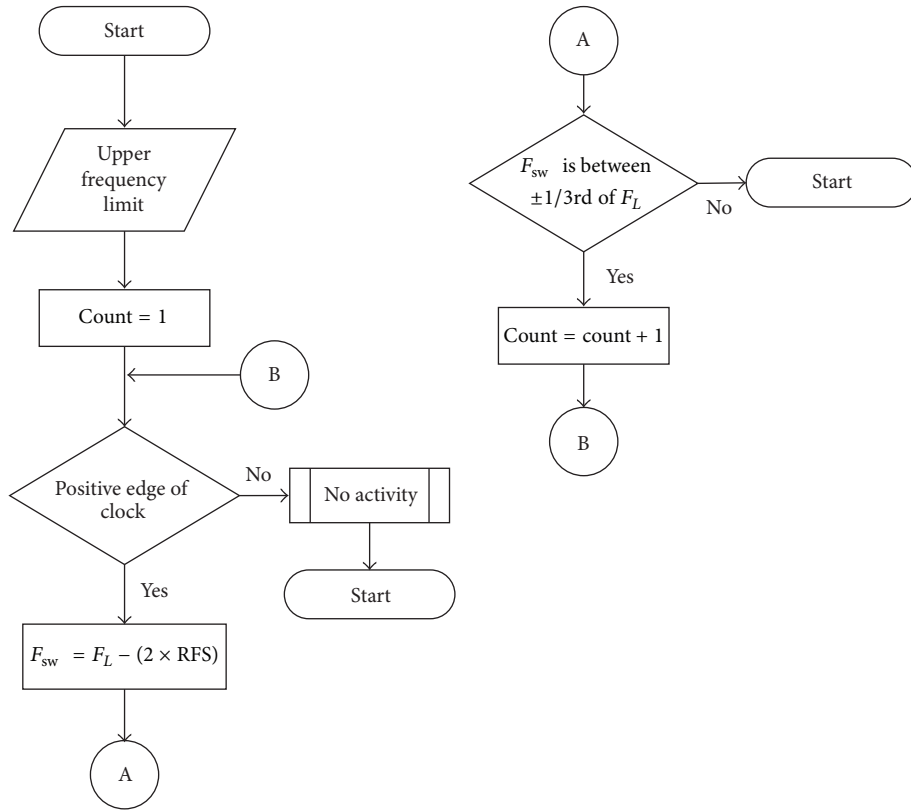 Start
Upper
frequency
limit
Count = 1
B
Positive edge of
clock
No
No activity
Start
Yes
F_sw = F_L − (2 × RFS)
A
A
F_sw is between
±1/3rd of F_L
No
Start
Yes
Count = count + 1
B